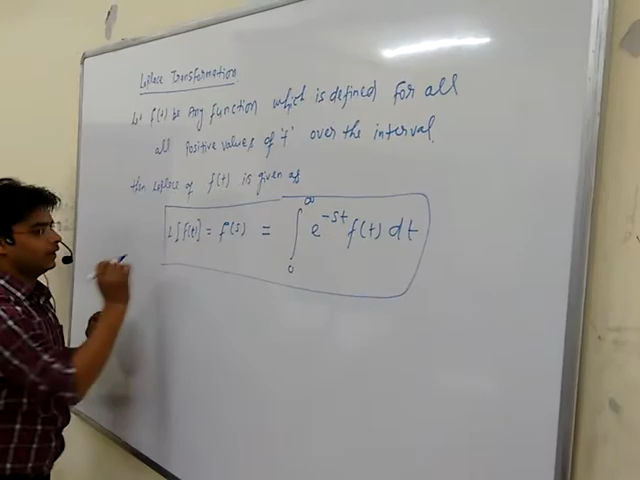 Laplace Transformation
Let f(t) be any function which is defined for all
all positive values of 't' over the interval.
then Laplace of f(t) is given as
L[f(t)] = f(s) = ∫₀^∞ e^{-st} f(t) dt